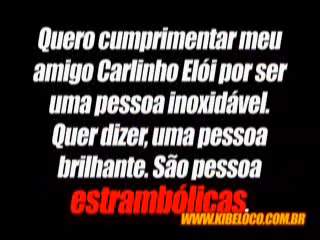 Quero cumprimentar meu
amigo Carlinho Elói por ser
uma pessoa inoxidável.
Quer dizer, uma pessoa
brilhante. São pessoa
estrambólicas.
WWW.KIBELOCO.COM.BR